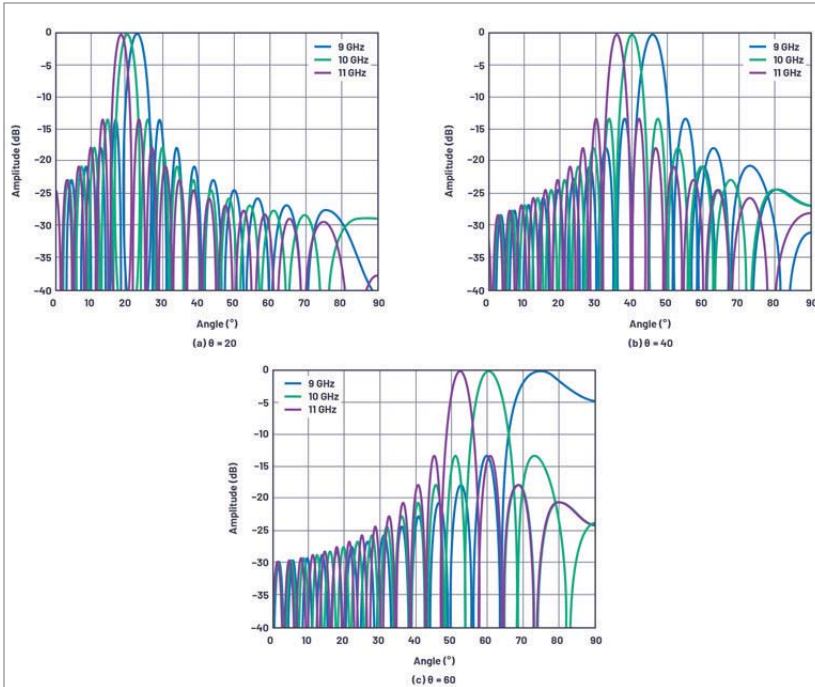 0
−5
−10
−15
−20
−25
−30
−35
−40
Amplitude (dB)
9 GHz
10 GHz
11 GHz
0 10 20 30 40 50 60 70 80 90
Angle (°)
(a) θ = 20
0
−5
−10
−15
−20
−25
−30
−35
−40
Amplitude (dB)
9 GHz
10 GHz
11 GHz
0 10 20 30 40 50 60 70 80 90
Angle (°)
(b) θ = 40
0
−5
−10
−15
−20
−25
−30
−35
−40
Amplitude (dB)
9 GHz
10 GHz
11 GHz
0 10 20 30 40 50 60 70 80 90
Angle (°)
(c) θ = 60